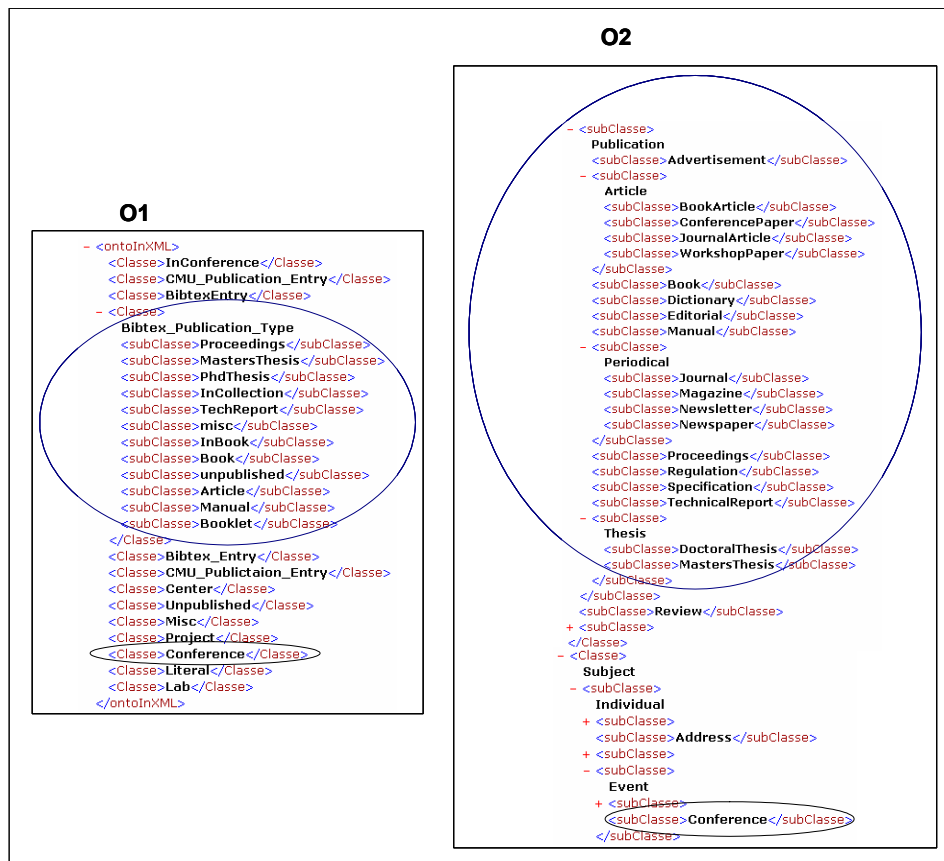 O1
- <ontoInXML>
<Classe>InConference</Classe>
<Classe>CMU_Publication_Entry</Classe>
<Classe>BibtexEntry</Classe>
- <Classe>
Bibtex_Publication_Type
<subClasse>Proceedings</subClasse>
<subClasse>MastersThesis</subClasse>
<subClasse>PhdThesis</subClasse>
<subClasse>InCollection</subClasse>
<subClasse>TechReport</subClasse>
<subClasse>misc</subClasse>
<subClasse>InBook</subClasse>
<subClasse>Book</subClasse>
<subClasse>unpublished</subClasse>
<subClasse>Article</subClasse>
<subClasse>Manual</subClasse>
<subClasse>Booklet</subClasse>
</Classe>
<Classe>Bibtex_Entry</Classe>
<Classe>CMU_Publictaion_Entry</Classe>
<Classe>Center</Classe>
<Classe>Unpublished</Classe>
<Classe>Misc</Classe>
<Classe>Project</Classe>
<Classe>Conference</Classe>
<Classe>Literal</Classe>
<Classe>Lab</Classe>
</ontoInXML>
O2
- <subClasse>
Publication
<subClasse>Advertisement</subClasse>
- <subClasse>
Article
<subClasse>BookArticle</subClasse>
<subClasse>ConferencePaper</subClasse>
<subClasse>JournalArticle</subClasse>
<subClasse>WorkshopPaper</subClasse>
</subClasse>
<subClasse>Book</subClasse>
<subClasse>Dictionary</subClasse>
<subClasse>Editorial</subClasse>
<subClasse>Manual</subClasse>
- <subClasse>
Periodical
<subClasse>Journal</subClasse>
<subClasse>Magazine</subClasse>
<subClasse>Newsletter</subClasse>
<subClasse>Newspaper</subClasse>
</subClasse>
<subClasse>Proceedings</subClasse>
<subClasse>Regulation</subClasse>
<subClasse>Specification</subClasse>
<subClasse>TechnicalReport</subClasse>
- <subClasse>
Thesis
<subClasse>DoctoralThesis</subClasse>
<subClasse>MastersThesis</subClasse>
</subClasse>
</subClasse>
<subClasse>Review</subClasse>
+ <subClasse>
</Classe>
- <Classe>
Subject
- <subClasse>
Individual
+ <subClasse>
<subClasse>Address</subClasse>
+ <subClasse>
- <subClasse>
Event
+ <subClasse>
<subClasse>Conference</subClasse>
</subClasse>